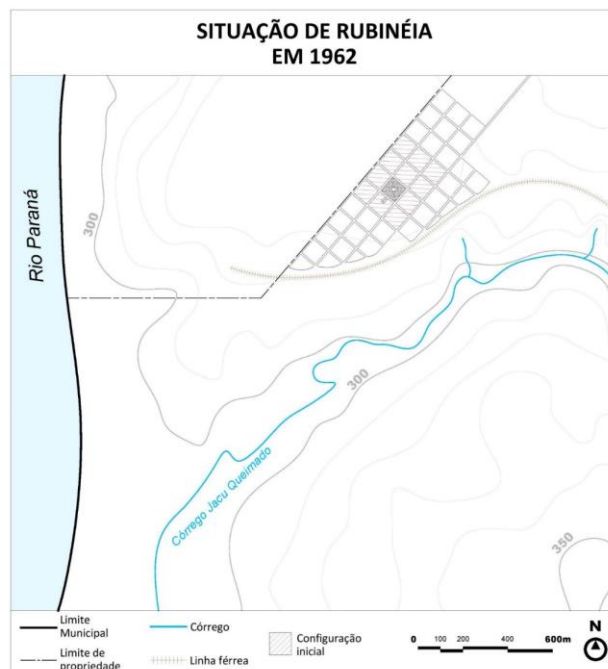 SITUAÇÃO DE RUBINÉIA
EM 1962
Rio Paraná
300
300
Córrego Jacu Queimado
350
Limite
Municipal
Córrego
Limite de
propriedade
Linha férrea
Configuração
inicial
0 100 200 400 600m
N